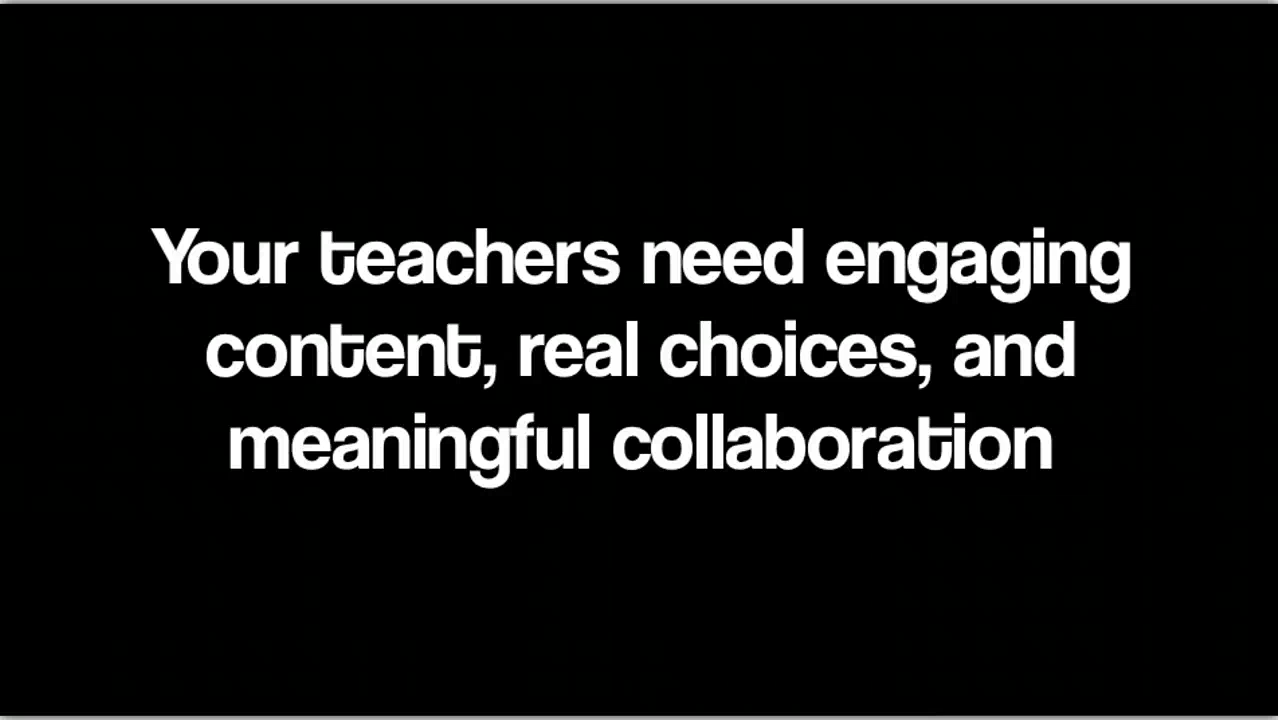 Your teachers need engaging
content, real choices, and
meaningful collaboration